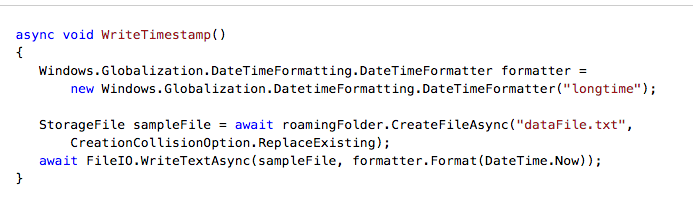 async void WriteTimestamp()
{
Windows.Globalization.DateTimeFormatting.DateTimeFormatter formatter =
new Windows.Globalization.DatetimeFormatting.DateTimeFormatter("longtime");
StorageFile sampleFile = await roamingFolder.CreateFileAsync("dataFile.txt",
CreationCollisionOption.ReplaceExisting);
await FileIO.WriteTextAsync(sampleFile, formatter.Format(DateTime.Now));
}